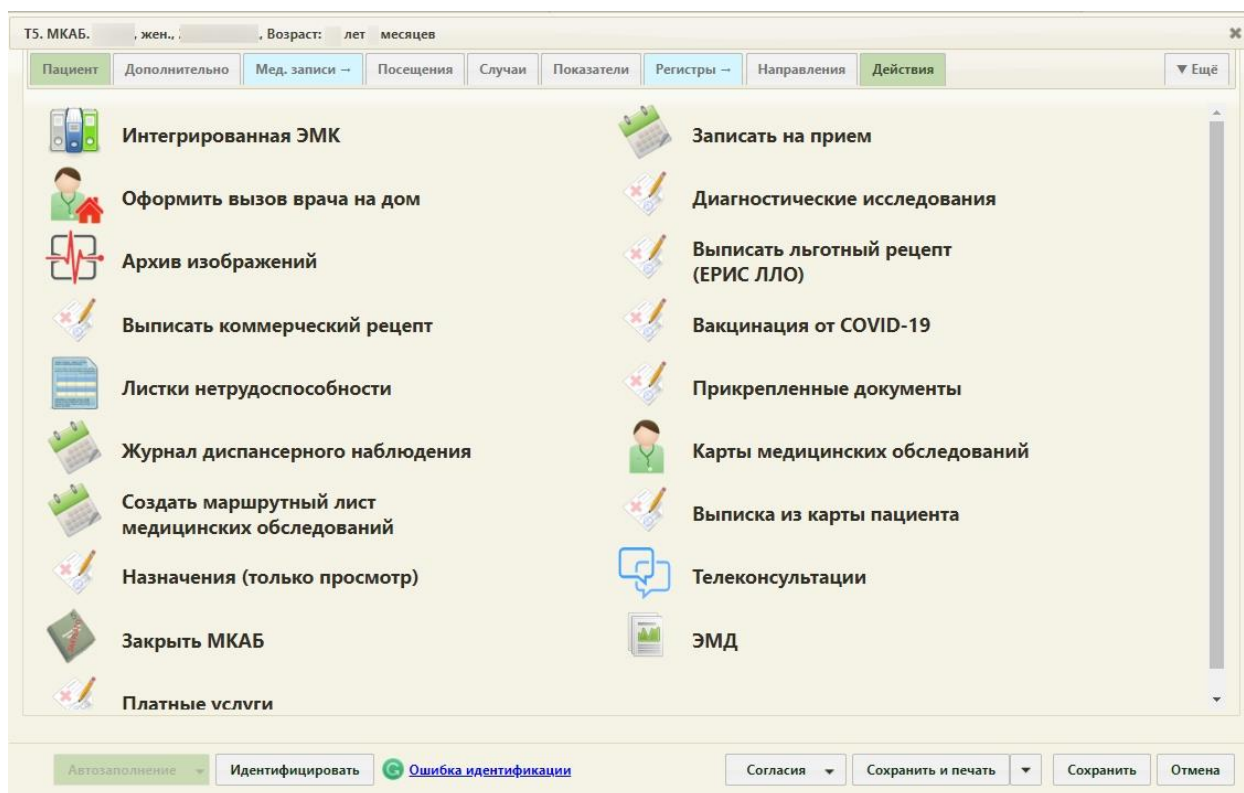 Т5. МКАБ. , жен., , Возраст: лет месяцев
Пациент Дополнительно Мед. записи → Посещения Случаи Показатели Регистры → Направления Действия ▼ Ещё
Интегрированная ЭМК
Записать на прием
Оформить вызов врача на дом
Диагностические исследования
Архив изображений
Выписать льготный рецепт
(ЕРИС ЛЛО)
Выписать коммерческий рецепт
Вакцинация от COVID-19
Листки нетрудоспособности
Прикрепленные документы
Журнал диспансерного наблюдения
Карты медицинских обследований
Создать маршрутный лист
медицинских обследований
Выписка из карты пациента
Назначения (только просмотр)
Телеконсультации
Закрыть МКАБ
ЭМД
Платные услуги
Автозаполнение Идентифицировать Ошибка идентификации Согласия Сохранить и печать Сохранить Отмена